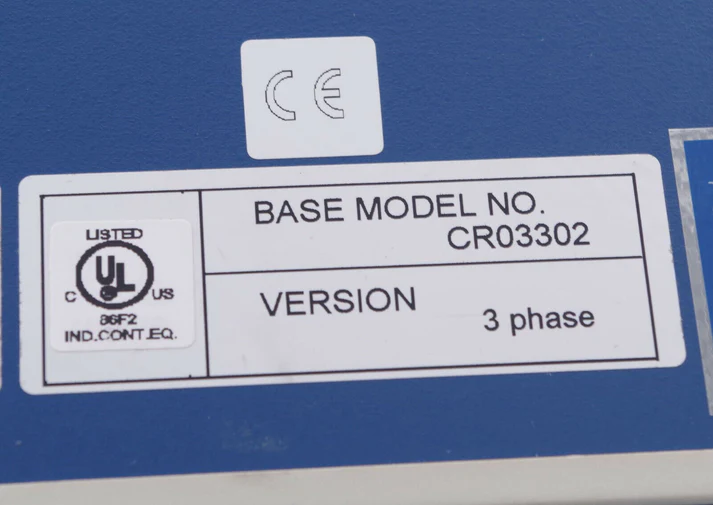 CE
LISTED
UL
C US
86F2
IND.CONT.EQ.
BASE MODEL NO.
CR03302
VERSION
3 phase